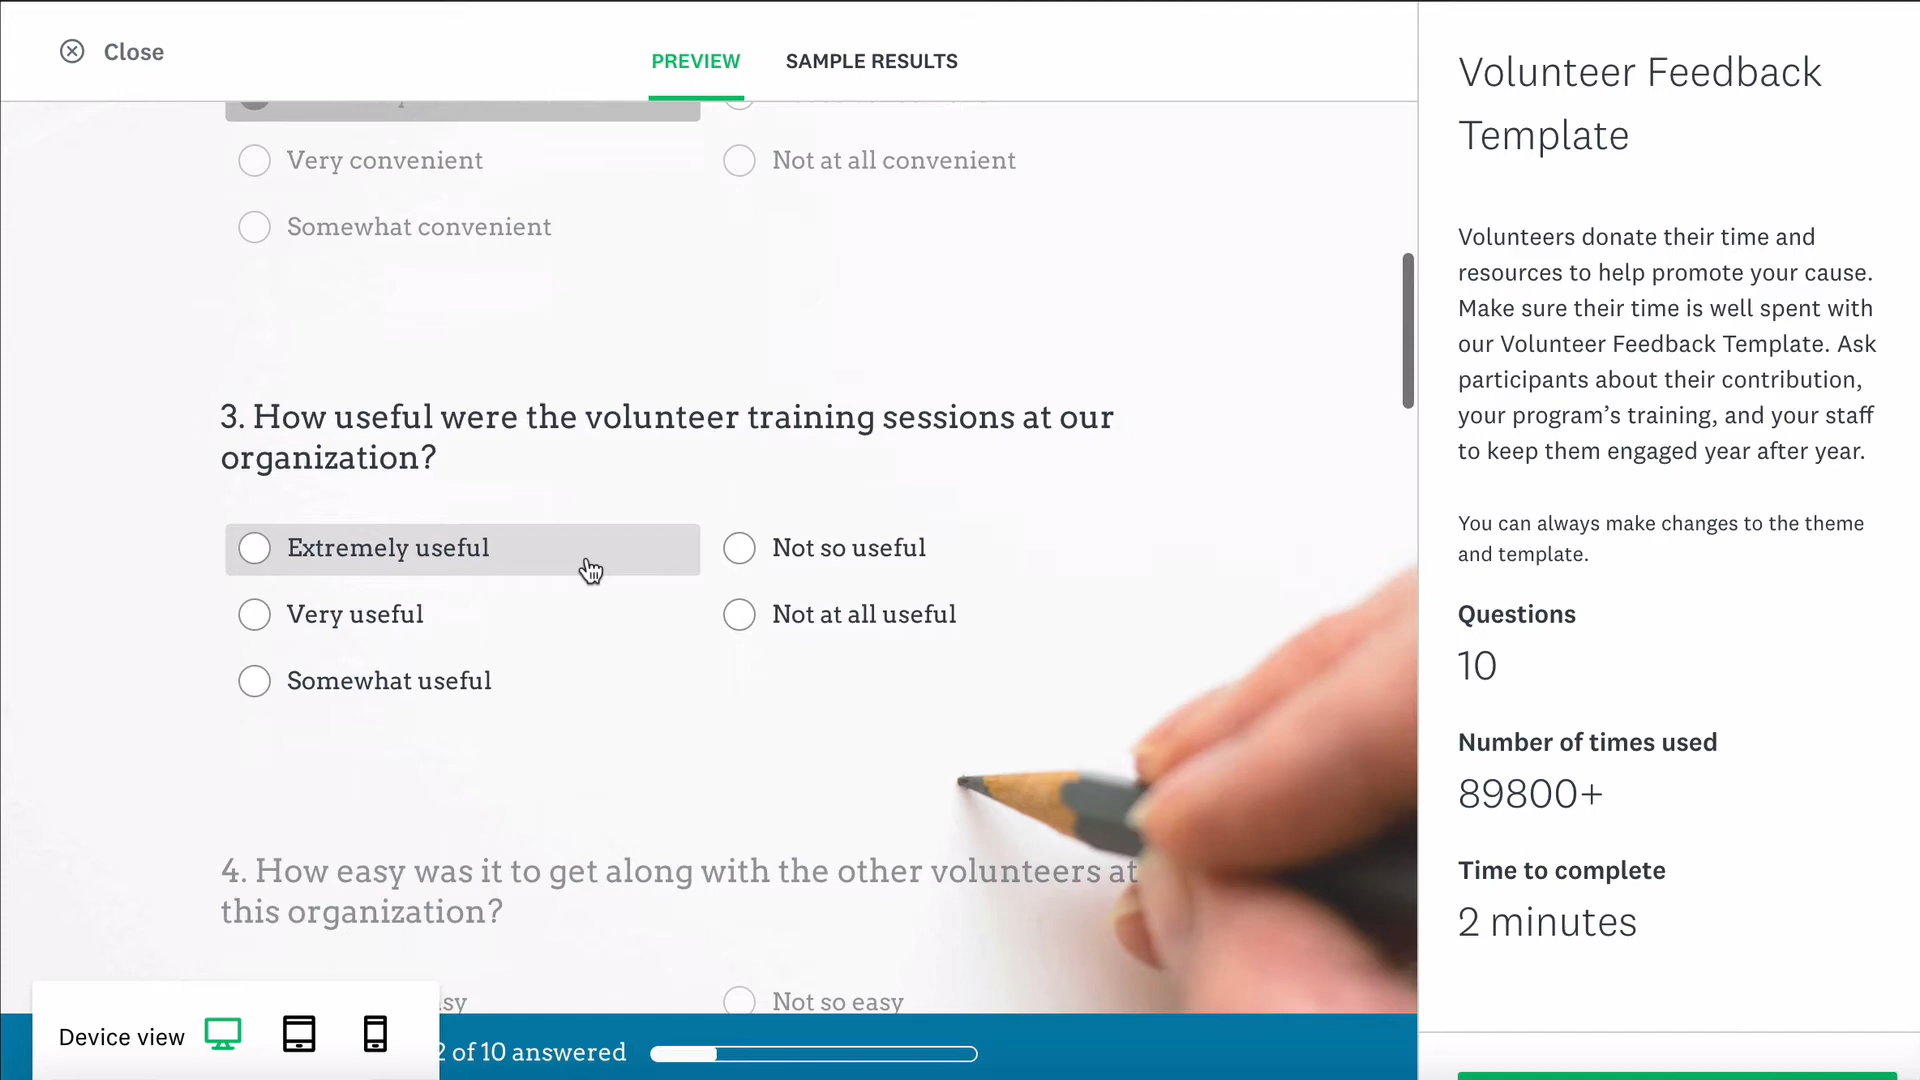 Close
PREVIEW
SAMPLE RESULTS
Very convenient
Not at all convenient
Somewhat convenient
3. How useful were the volunteer training sessions at our
organization?
Extremely useful
Not so useful
Very useful
Not at all useful
Somewhat useful
4. How easy was it to get along with the other volunteers at
this organization?
Not so easy
Device view
2 of 10 answered
Volunteer Feedback
Template
Volunteers donate their time and
resources to help promote your cause.
Make sure their time is well spent with
our Volunteer Feedback Template. Ask
participants about their contribution,
your program’s training, and your staff
to keep them engaged year after year.
You can always make changes to the theme
and template.
Questions
10
Number of times used
89800+
Time to complete
2 minutes